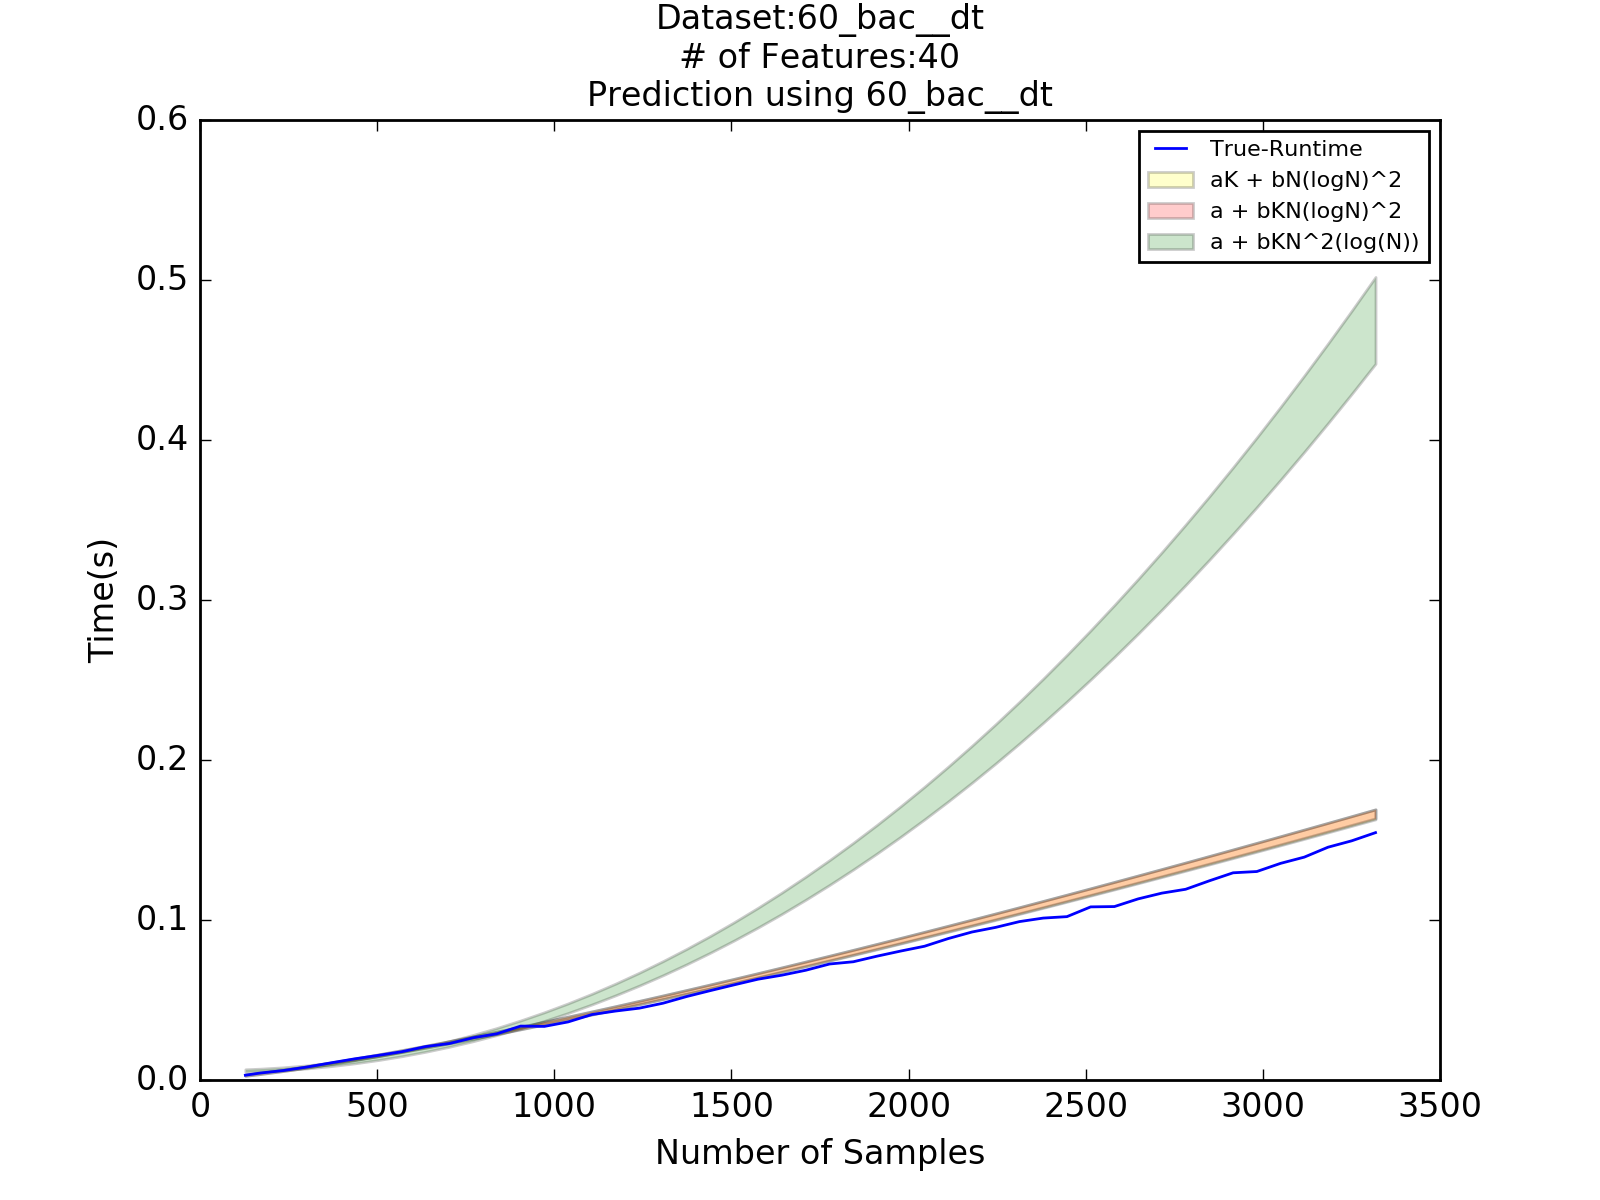 Dataset:60_bac__dt
# of Features:40
Prediction using 60_bac__dt
0.6
0.5
0.4
0.3
0.2
0.1
0.0
Time(s)
True-Runtime
aK + bN(logN)^2
a + bKN(logN)^2
a + bKN^2(log(N))
0 500 1000 1500 2000 2500 3000 3500
Number of Samples